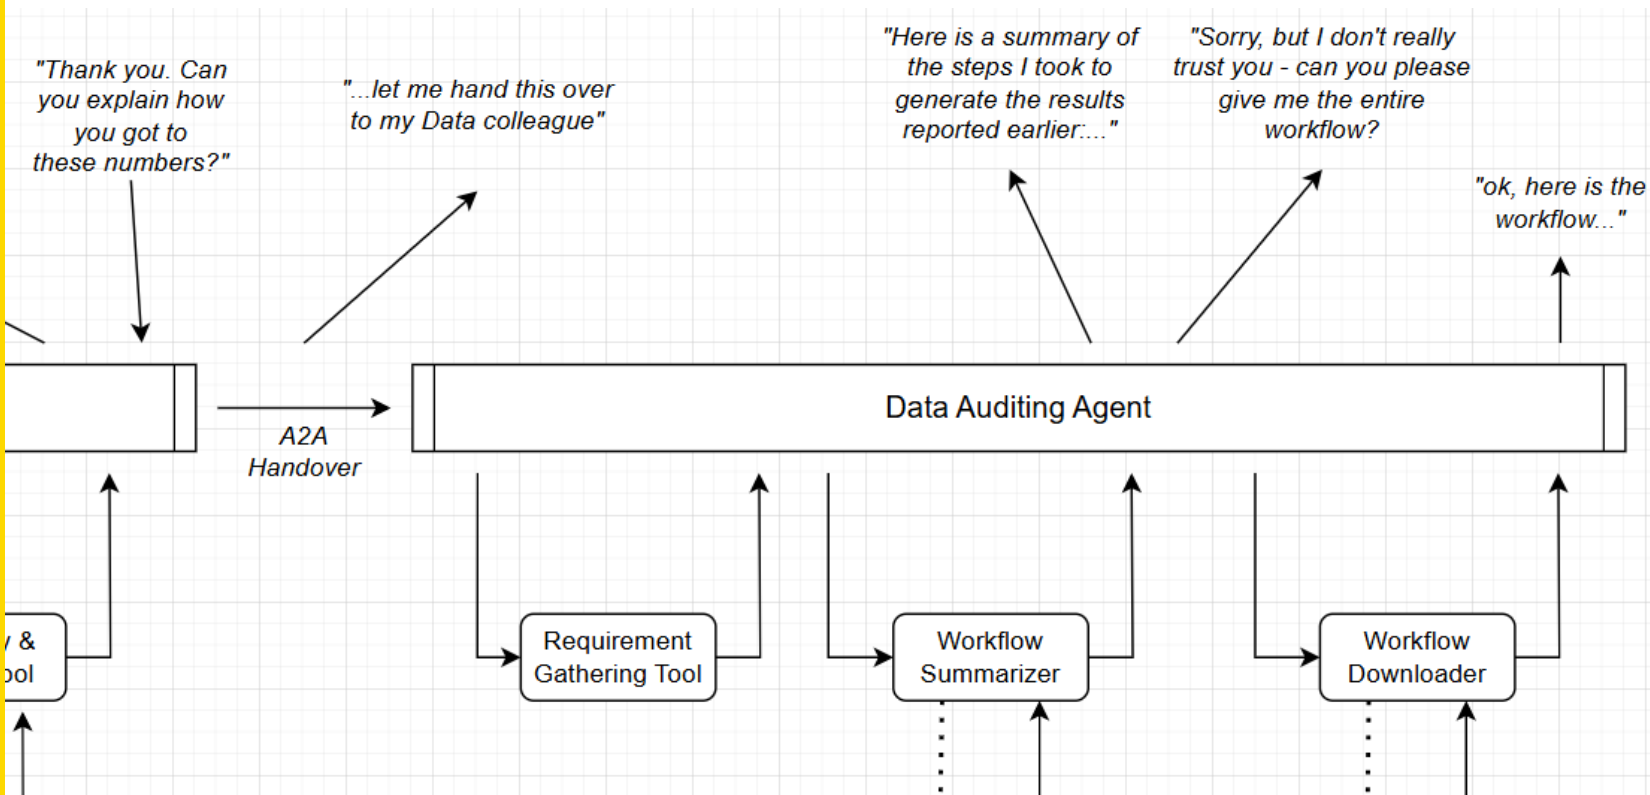 "Thank you. Can
you explain how
you got to
these numbers?"
"...let me hand this over
to my Data colleague"
"Here is a summary of
the steps I took to
generate the results
reported earlier:..."
"Sorry, but I don't really
trust you - can you please
give me the entire
workflow?
"ok, here is the
workflow..."
Data Auditing Agent
A2A
Handover
&
Requirement
Gathering Tool
Workflow
Summarizer
Workflow
Downloader